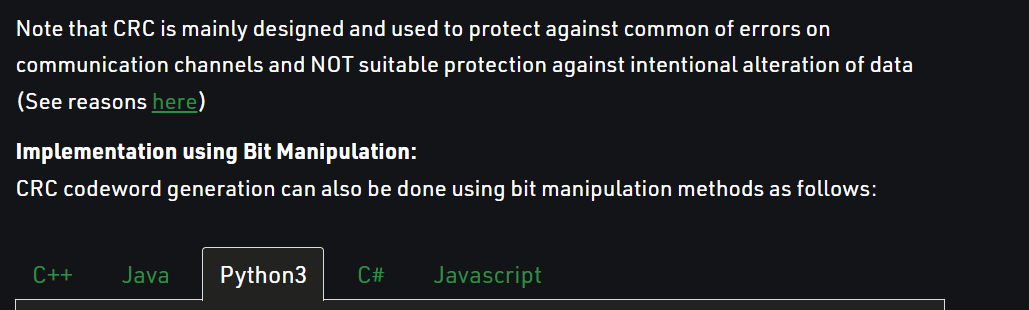 Note that CRC is mainly designed and used to protect against common of errors on
communication channels and NOT suitable protection against intentional alteration of data
(See reasons here)
Implementation using Bit Manipulation:
CRC codeword generation can also be done using bit manipulation methods as follows:
C++ Java Python3 C# Javascript